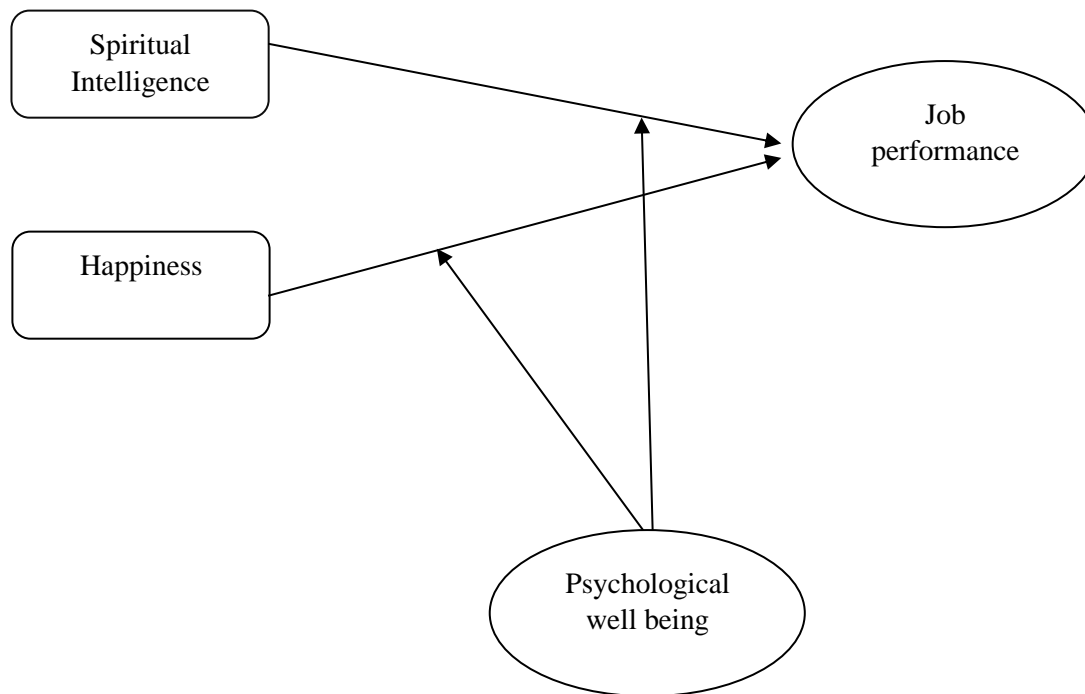 Spiritual
Intelligence
Job
performance
Happiness
Psychological
well being